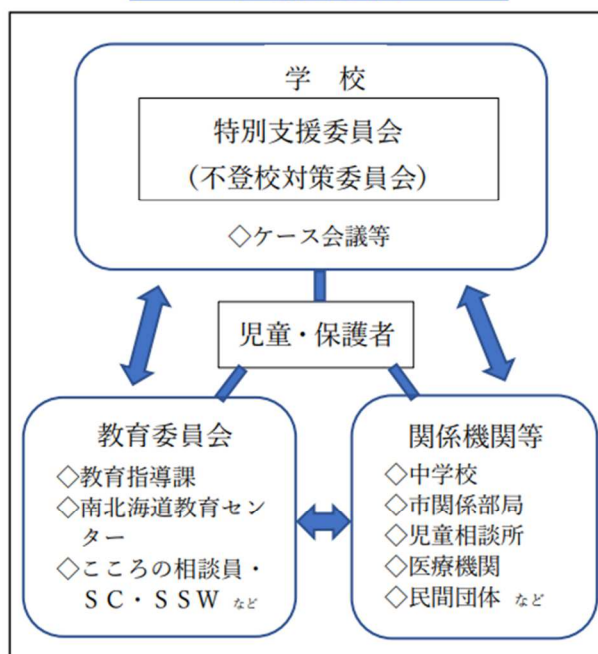 学　校
特別支援委員会
（不登校対策委員会）
◇ケース会議等
児童・保護者
教育委員会
◇教育指導課
◇南北海道教育セン
ター
◇こころの相談員・
ＳＣ・ＳＳＷ など
関係機関等
◇中学校
◇市関係部局
◇児童相談所
◇医療機関
◇民間団体 など